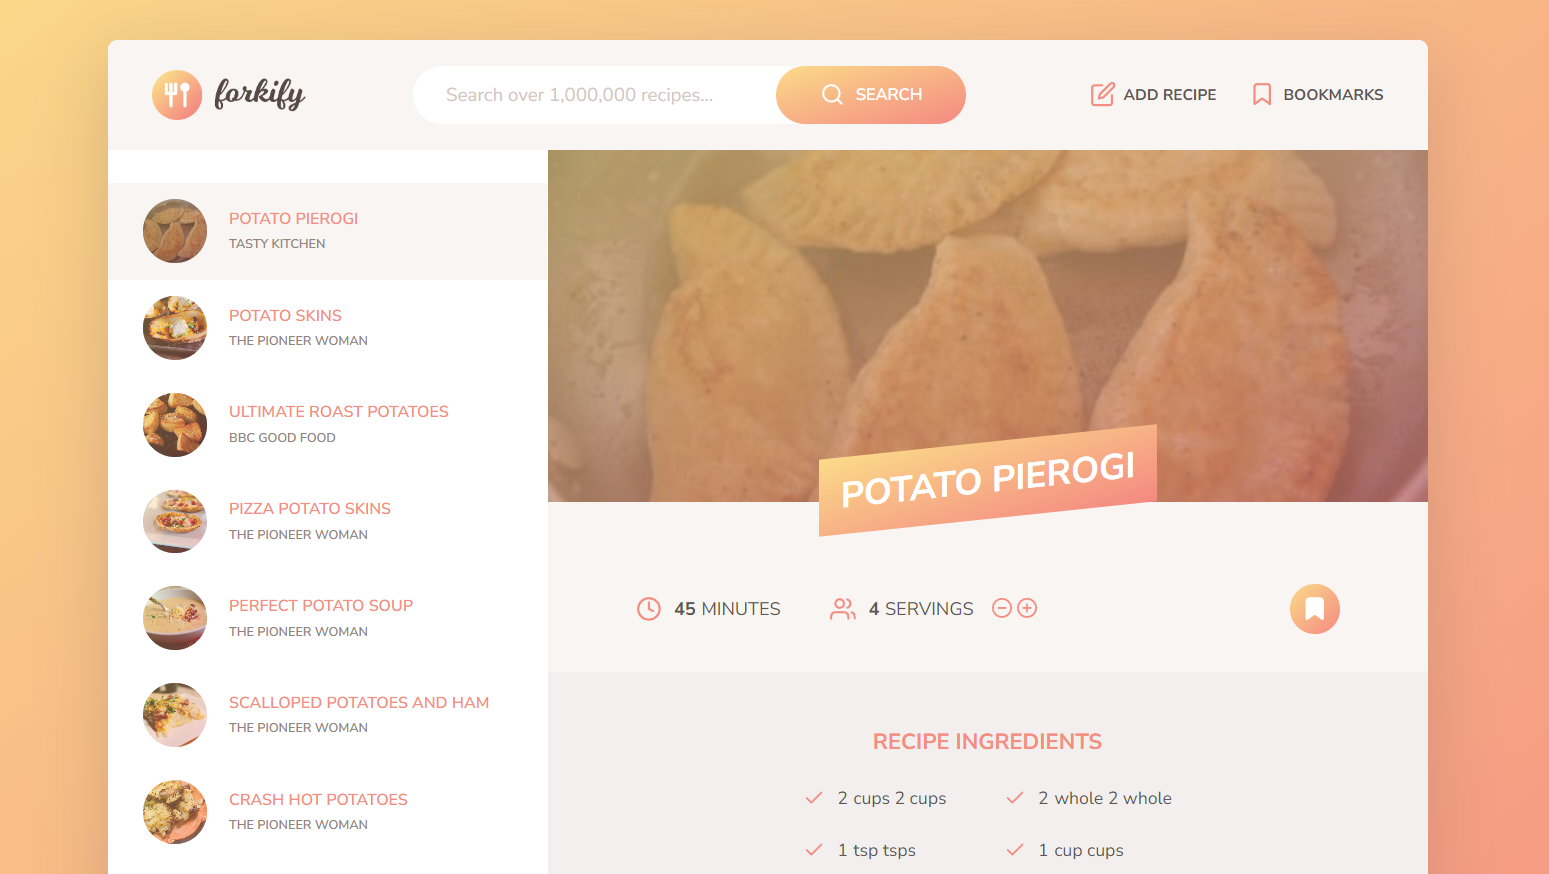 forkify
Search over 1,000,000 recipes...
SEARCH
ADD RECIPE
BOOKMARKS
POTATO PIEROGI
TASTY KITCHEN
POTATO SKINS
THE PIONEER WOMAN
ULTIMATE ROAST POTATOES
BBC GOOD FOOD
PIZZA POTATO SKINS
THE PIONEER WOMAN
PERFECT POTATO SOUP
THE PIONEER WOMAN
SCALLOPED POTATOES AND HAM
THE PIONEER WOMAN
CRASH HOT POTATOES
THE PIONEER WOMAN
POTATO PIEROGI
45 MINUTES
4 SERVINGS
RECIPE INGREDIENTS
2 cups 2 cups
2 whole 2 whole
1 tsp tsps
1 cup cups